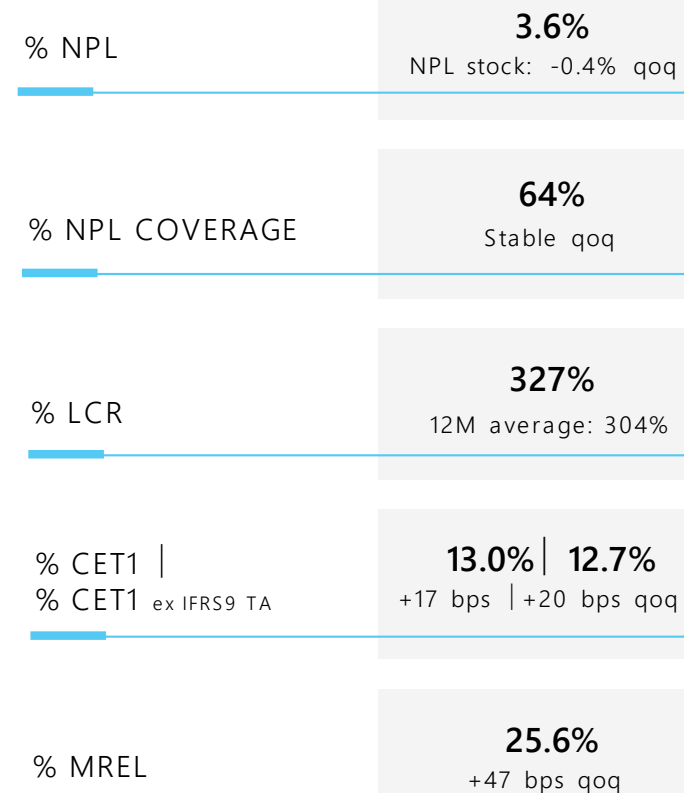 % NPL
3.6%
NPL stock: -0.4% qoq
% NPL COVERAGE
64%
Stable qoq
% LCR
327%
12M average: 304%
% CET1 |
% CET1 ex IFRS9 TA
13.0% | 12.7%
+17 bps | +20 bps qoq
% MREL
25.6%
+47 bps qoq